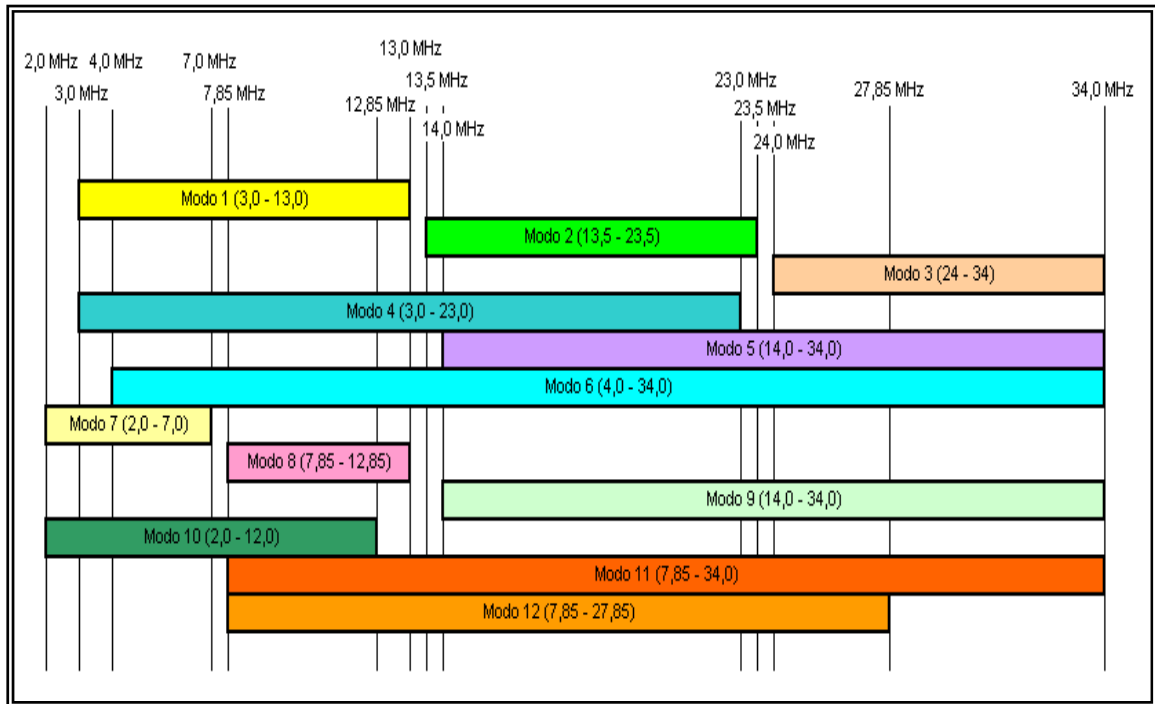 13,0 MHz
2,0 MHz 4,0 MHz 7,0 MHz
13,5 MHz 23,0 MHz
3,0 MHz 7,85 MHz 27,85 MHz 34,0 MHz
12,85 MHz 23,5 MHz
14,0 MHz
24,0 MHz
Modo 1 (3,0 - 13,0)
Modo 2 (13,5 - 23,5)
Modo 3 (24 - 34)
Modo 4 (3,0 - 23,0)
Modo 5 (14,0 - 34,0)
Modo 6 (4,0 - 34,0)
Modo 7 (2,0 - 7,0)
Modo 8 (7,85 - 12,85)
Modo 9 (14,0 - 34,0)
Modo 10 (2,0 - 12,0)
Modo 11 (7,85 - 34,0)
Modo 12 (7,85 - 27,85)